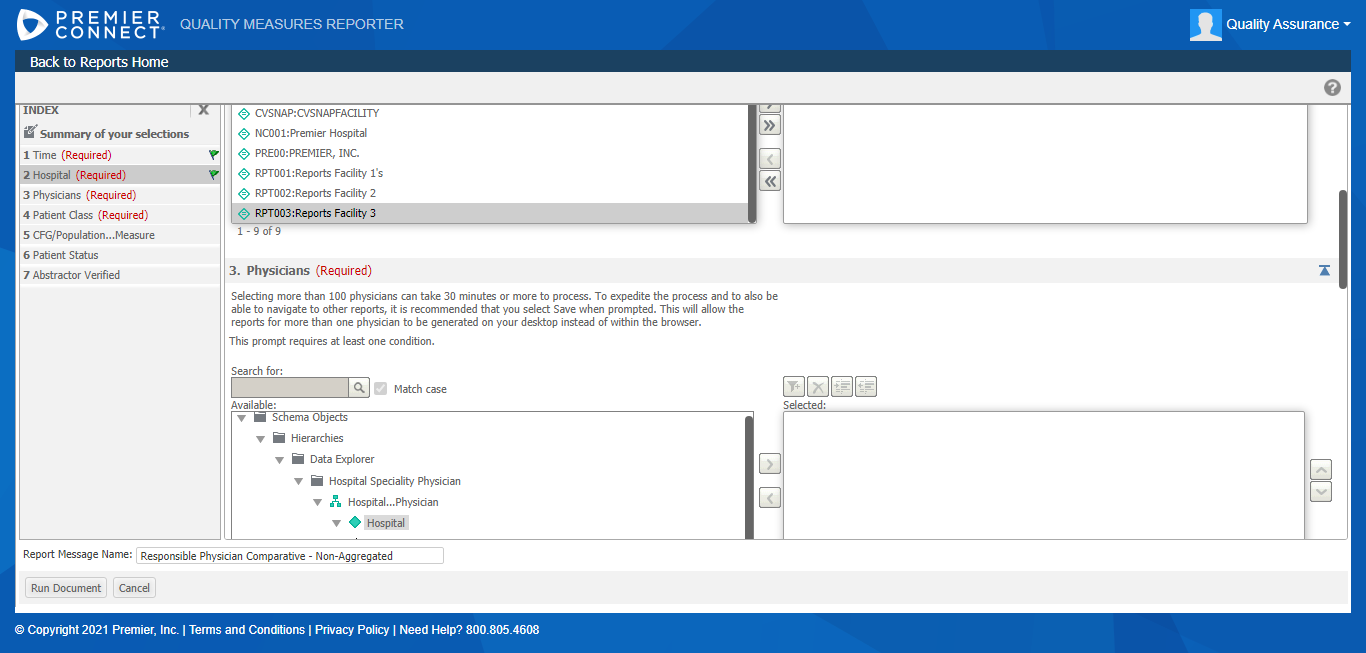 PREMIER
CONNECT
QUALITY MEASURES REPORTER
Quality Assurance
Back to Reports Home
?
INDEX X
Summary of your selections
1 Time (Required)
2 Hospital (Required)
3 Physicians (Required)
4 Patient Class (Required)
5 CFG/Population...Measure
6 Patient Status
7 Abstractor Verified
CVSNAP:CVSNAPFACILITY
NC001:Premier Hospital
PRE00:PREMIER, INC.
RPT001:Reports Facility 1's
RPT002:Reports Facility 2
RPT003:Reports Facility 3
1 - 9 of 9
3. Physicians (Required)
Selecting more than 100 physicians can take 30 minutes or more to process. To expedite the process and to also be
able to navigate to other reports, it is recommended that you select Save when prompted. This will allow the
reports for more than one physician to be generated on your desktop instead of within the browser.
This prompt requires at least one condition.
Search for:
Match case
Available:
Selected:
Schema Objects
Hierarchies
Data Explorer
Hospital Speciality Physician
Hospital...Physician
Hospital
Report Message Name: Responsible Physician Comparative - Non-Aggregated
Run Document Cancel
© Copyright 2021 Premier, Inc. | Terms and Conditions | Privacy Policy | Need Help? 800.805.4608